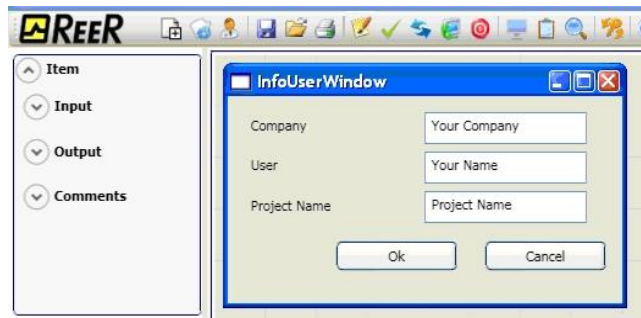 REER
Item
Input
Output
Comments
InfoUserWindow
Company Your Company
User Your Name
Project Name Project Name
Ok Cancel